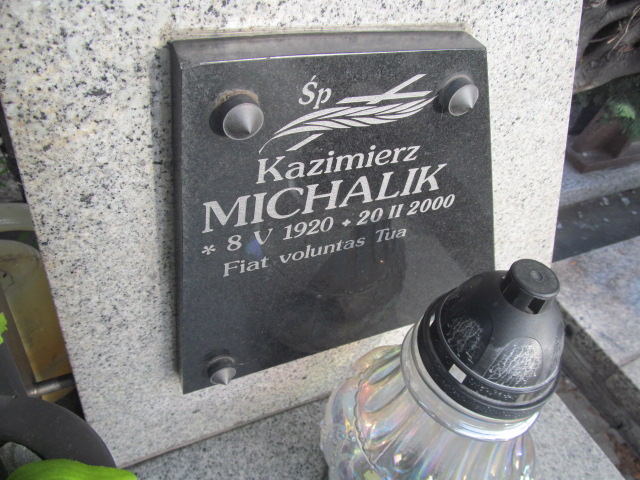 Śp
Kazimierz
MICHALIK
* 8 V 1920 + 20 II 2000
Fiat voluntas Tua